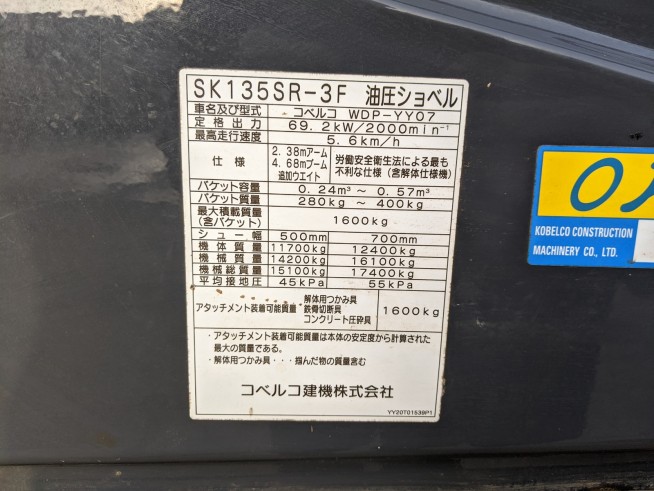 SK135SR-3F 油圧ショベル
車名及び型式 コベルコ WDP-YY07
定格出力 69.2kW/2000min⁻¹
最高走行速度 5.6km/h
仕様 2.38mアーム 4.68mブーム 追加ウエイト 労働安全衛生法による最も不利な仕様(含解体仕様機)
バケット容量 0.24m³ ~ 0.57m³
バケット質量 280kg ~ 400kg
最大積載質量(含バケット) 1600kg
シュー幅 500mm 700mm
機体質量 11700kg 12400kg
機械質量 14200kg 16100kg
機械総質量 15100kg 17400kg
平均接地圧 45kPa 55kPa
アタッチメント装着可能質量 解体用つかみ具 鉄骨切断具 コンクリート圧砕具 1600kg
・アタッチメント装着可能質量は本体の安定度から計算された
最大の質量である。
・解体用つかみ具・・・掴んだ物の質量含む
コベルコ建機株式会社
YY20T01539P1
KOBELCO CONSTRUCTION
MACHINERY CO., LTD.